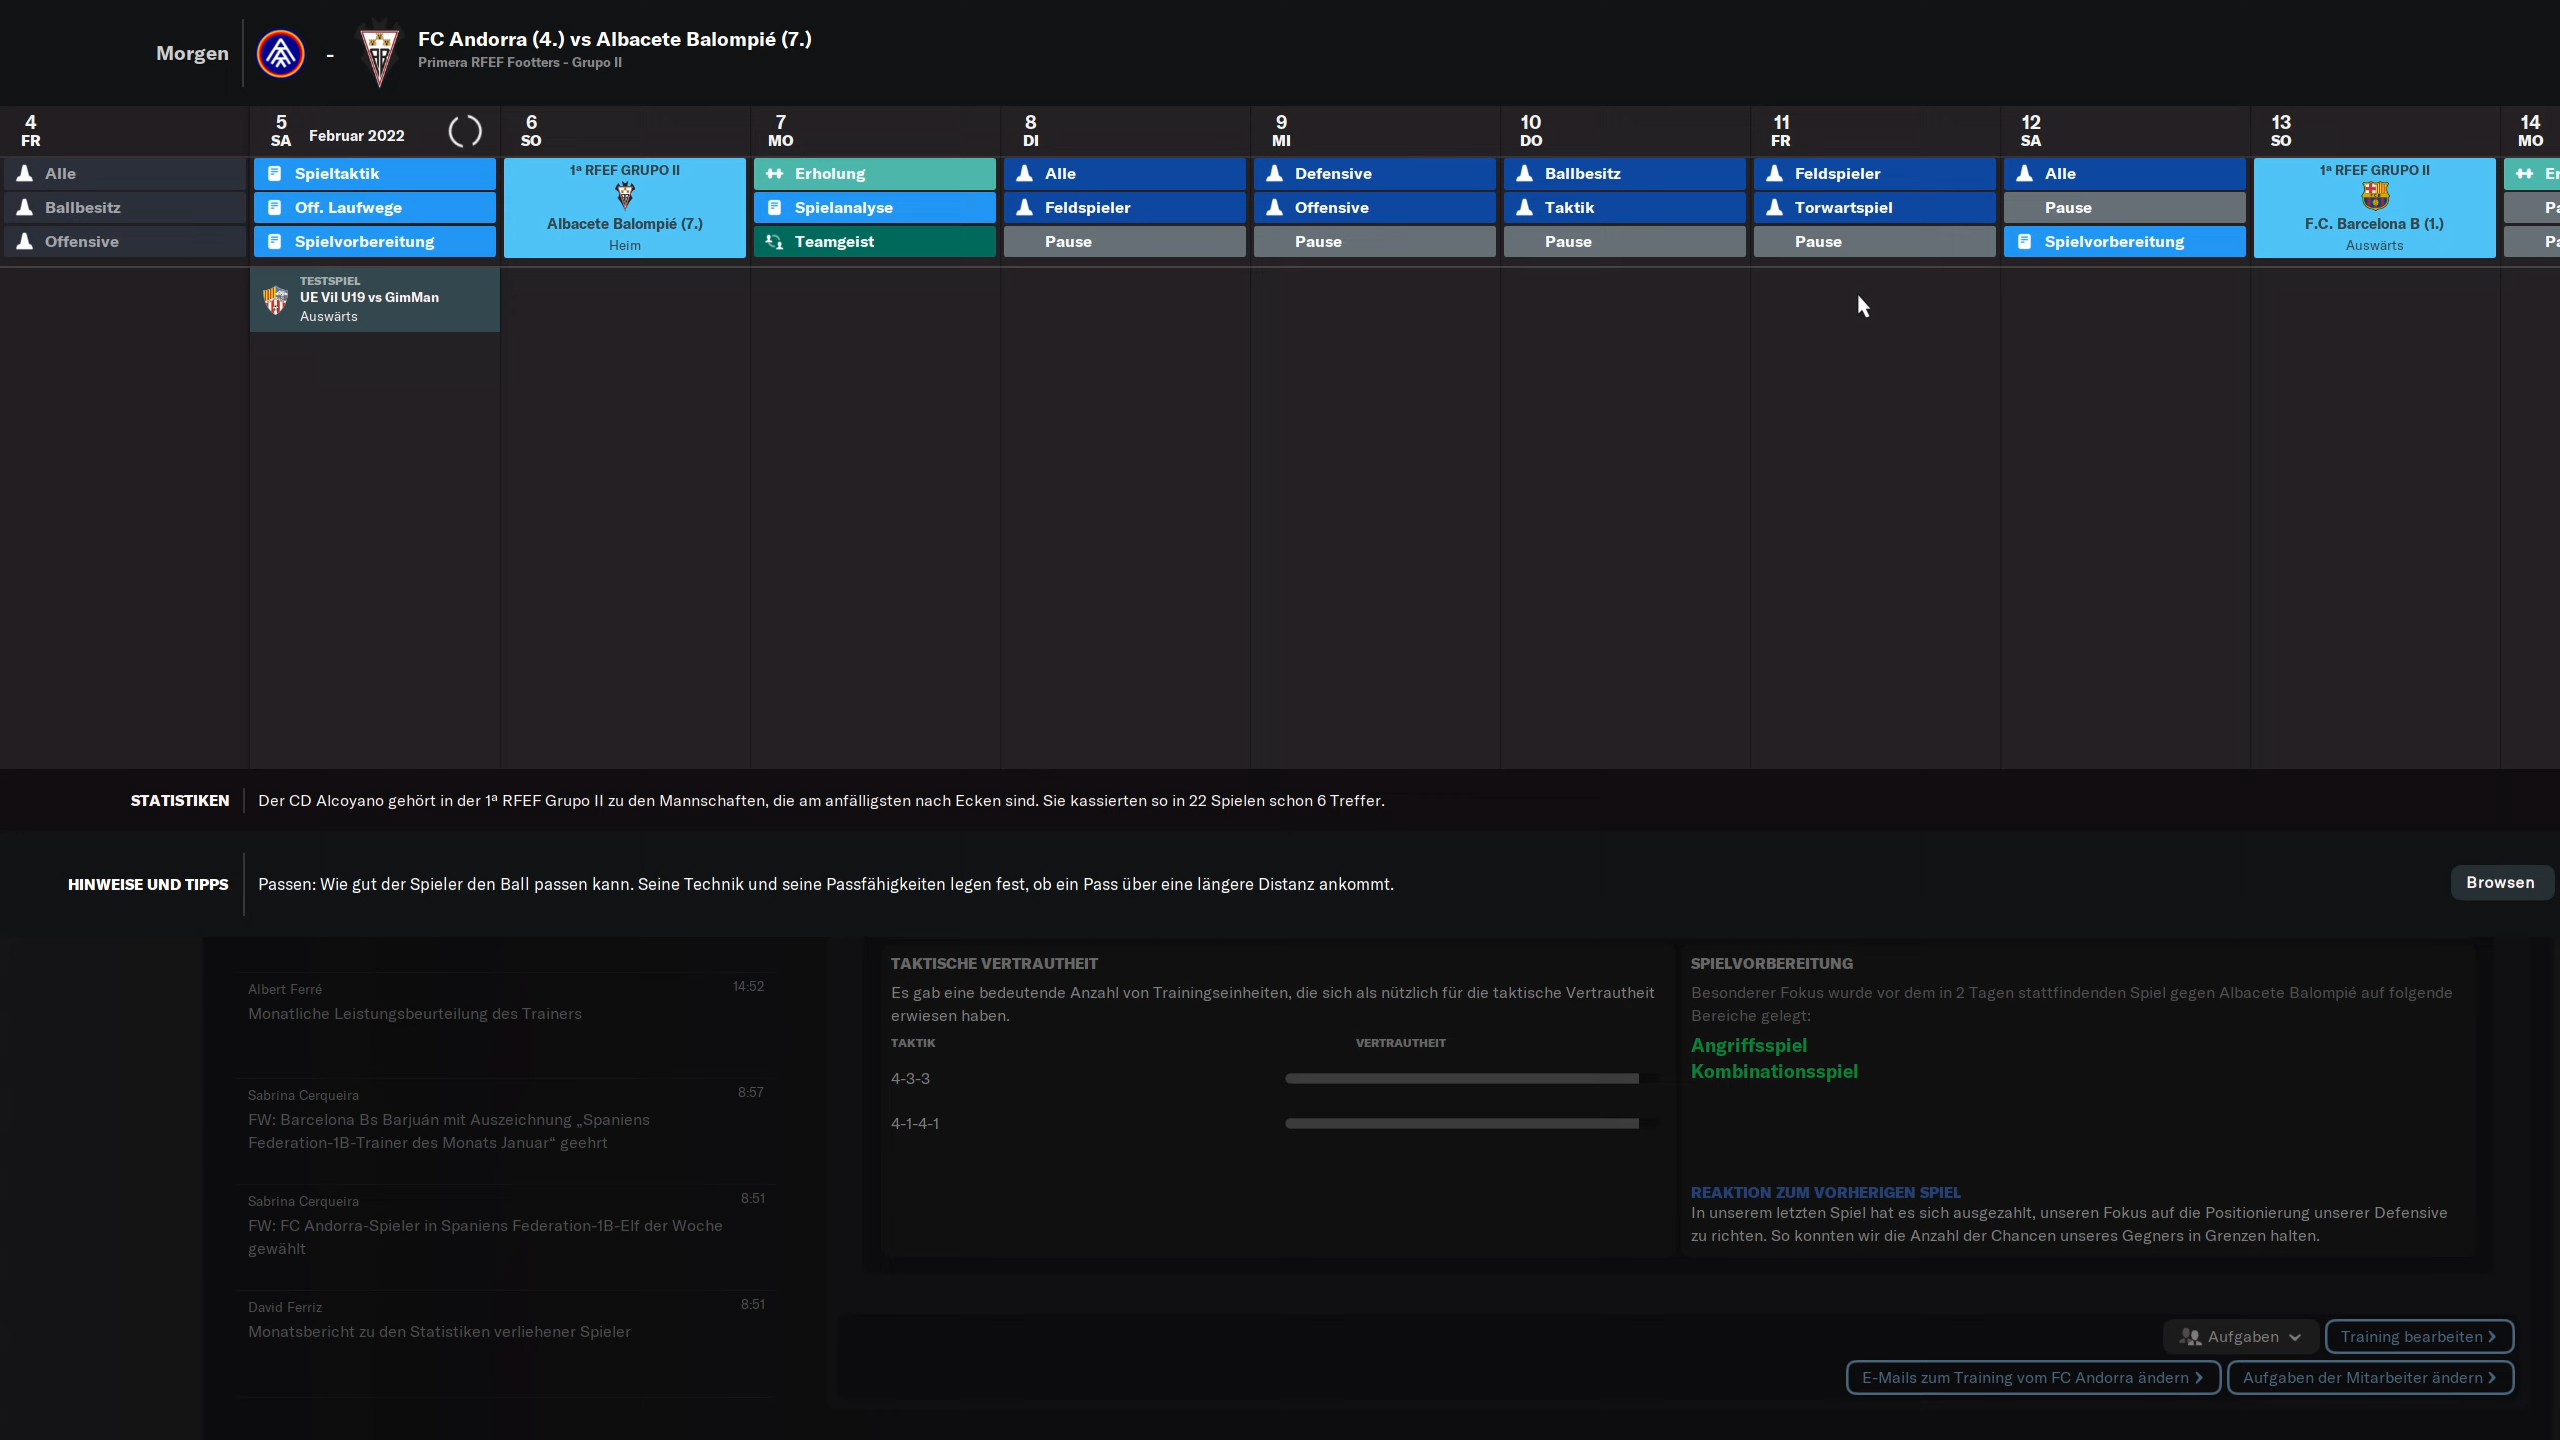 Morgen
-
FC Andorra (4.) vs Albacete Balompié (7.)
Primera RFEF Footters - Grupo II
4
FR
Alle
Ballbesitz
Offensive
5
SA
Februar 2022
Spieltaktik
Off. Laufwege
Spielvorbereitung
TESTSPIEL
UE Vil U19 vs GimMan
Auswärts
6
SO
1ª RFEF GRUPO II
Albacete Balompié (7.)
Heim
7
MO
Erholung
Spielanalyse
Teamgeist
8
DI
Alle
Feldspieler
Pause
9
MI
Defensive
Offensive
Pause
10
DO
Ballbesitz
Taktik
Pause
11
FR
Feldspieler
Torwartspiel
Pause
12
SA
Alle
Pause
Spielvorbereitung
13
SO
1ª RFEF GRUPO II
F.C. Barcelona B (1.)
Auswärts
14
MO
Er
Pa
Pa
STATISTIKEN
Der CD Alcoyano gehört in der 1ª RFEF Grupo II zu den Mannschaften, die am anfälligsten nach Ecken sind. Sie kassierten so in 22 Spielen schon 6 Treffer.
HINWEISE UND TIPPS
Passen: Wie gut der Spieler den Ball passen kann. Seine Technik und seine Passfähigkeiten legen fest, ob ein Pass über eine längere Distanz ankommt.
Browsen
Albert Ferré
14:52
Monatliche Leistungsbeurteilung des Trainers
Sabrina Cerqueira
8:57
FW: Barcelona Bs Barjuán mit Auszeichnung „Spaniens
Federation-1B-Trainer des Monats Januar“ geehrt
Sabrina Cerqueira
8:51
FW: FC Andorra-Spieler in Spaniens Federation-1B-Elf der Woche
gewählt
David Ferriz
8:51
Monatsbericht zu den Statistiken verliehener Spieler
TAKTISCHE VERTRAUTHEIT
Es gab eine bedeutende Anzahl von Trainingseinheiten, die sich als nützlich für die taktische Vertrautheit
erwiesen haben.
TAKTIK
VERTRAUTHEIT
4-3-3
4-1-4-1
SPIELVORBEREITUNG
Besonderer Fokus wurde vor dem in 2 Tagen stattfindenden Spiel gegen Albacete Balompié auf folgende
Bereiche gelegt:
Angriffsspiel
Kombinationsspiel
REAKTION ZUM VORHERIGEN SPIEL
In unserem letzten Spiel hat es sich ausgezahlt, unseren Fokus auf die Positionierung unserer Defensive
zu richten. So konnten wir die Anzahl der Chancen unseres Gegners in Grenzen halten.
Aufgaben
Training bearbeiten
E-Mails zum Training vom FC Andorra ändern
Aufgaben der Mitarbeiter ändern